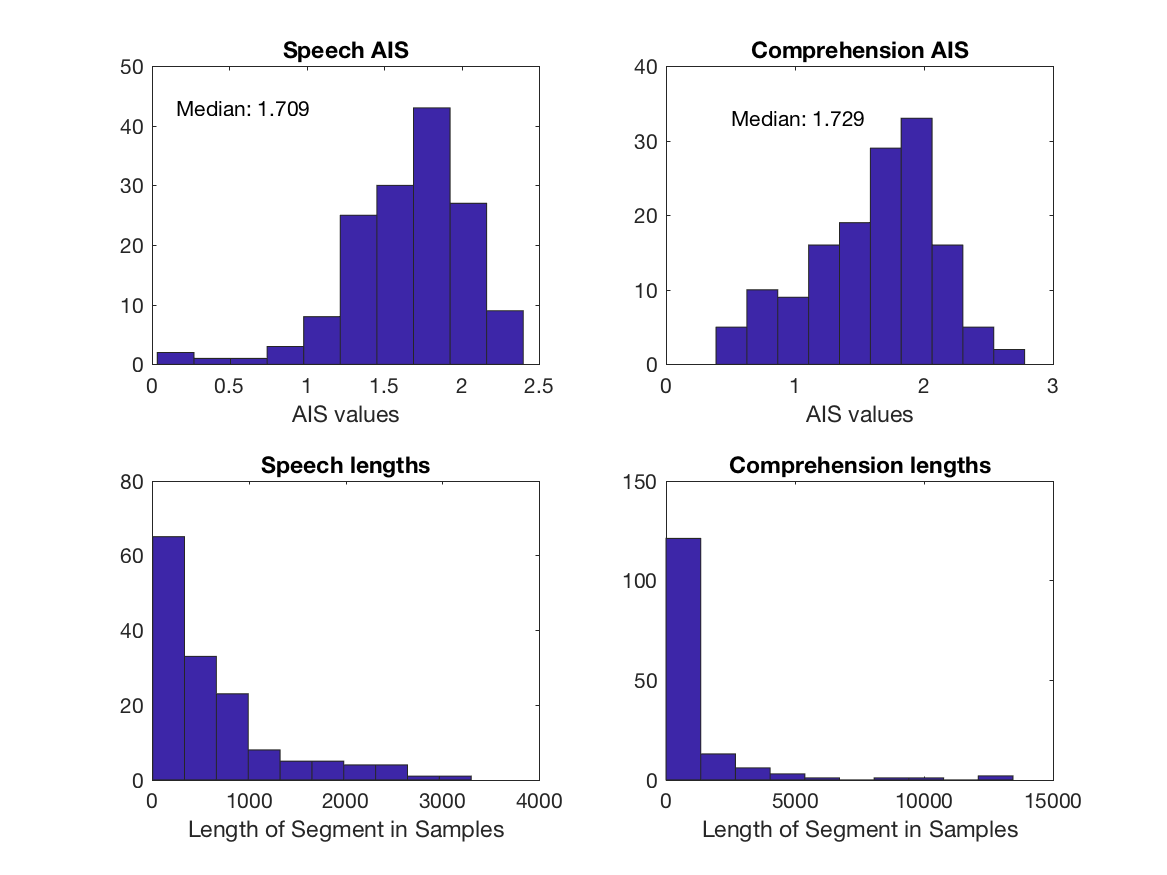 Speech AIS
50
40
30
20
10
0
Median: 1.709
0 0.5 1 1.5 2 2.5
AIS values
Comprehension AIS
40
30
20
10
0
Median: 1.729
0 1 2 3
AIS values
Speech lengths
80
60
40
20
0
0 1000 2000 3000 4000
Length of Segment in Samples
Comprehension lengths
150
100
50
0
0 5000 10000 15000
Length of Segment in Samples